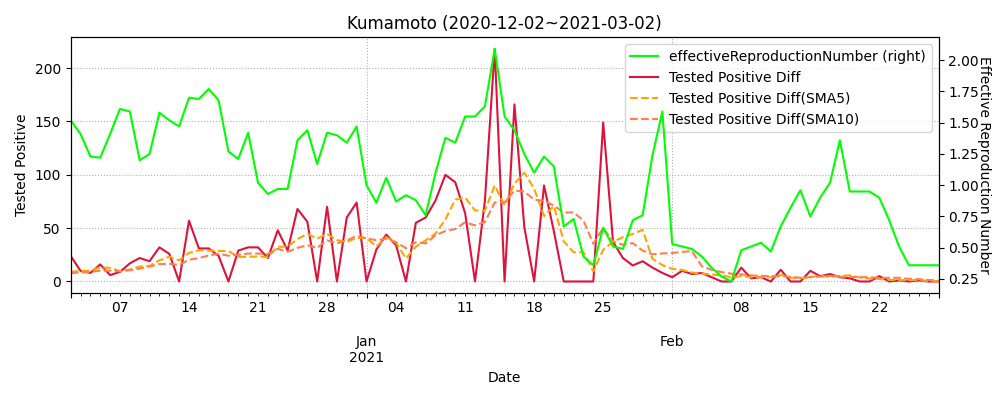 Kumamoto (2020-12-02~2021-03-02)
effectiveReproductionNumber (right)
Tested Positive Diff
Tested Positive Diff(SMA5)
Tested Positive Diff(SMA10)
Tested Positive
200
150
100
50
0
2.00
1.75
1.50
1.25
1.00
0.75
0.50
0.25
Effective Reproduction Number
07 14 21 28 04 11 18 25 08 15 22
Jan Feb
2021
Date